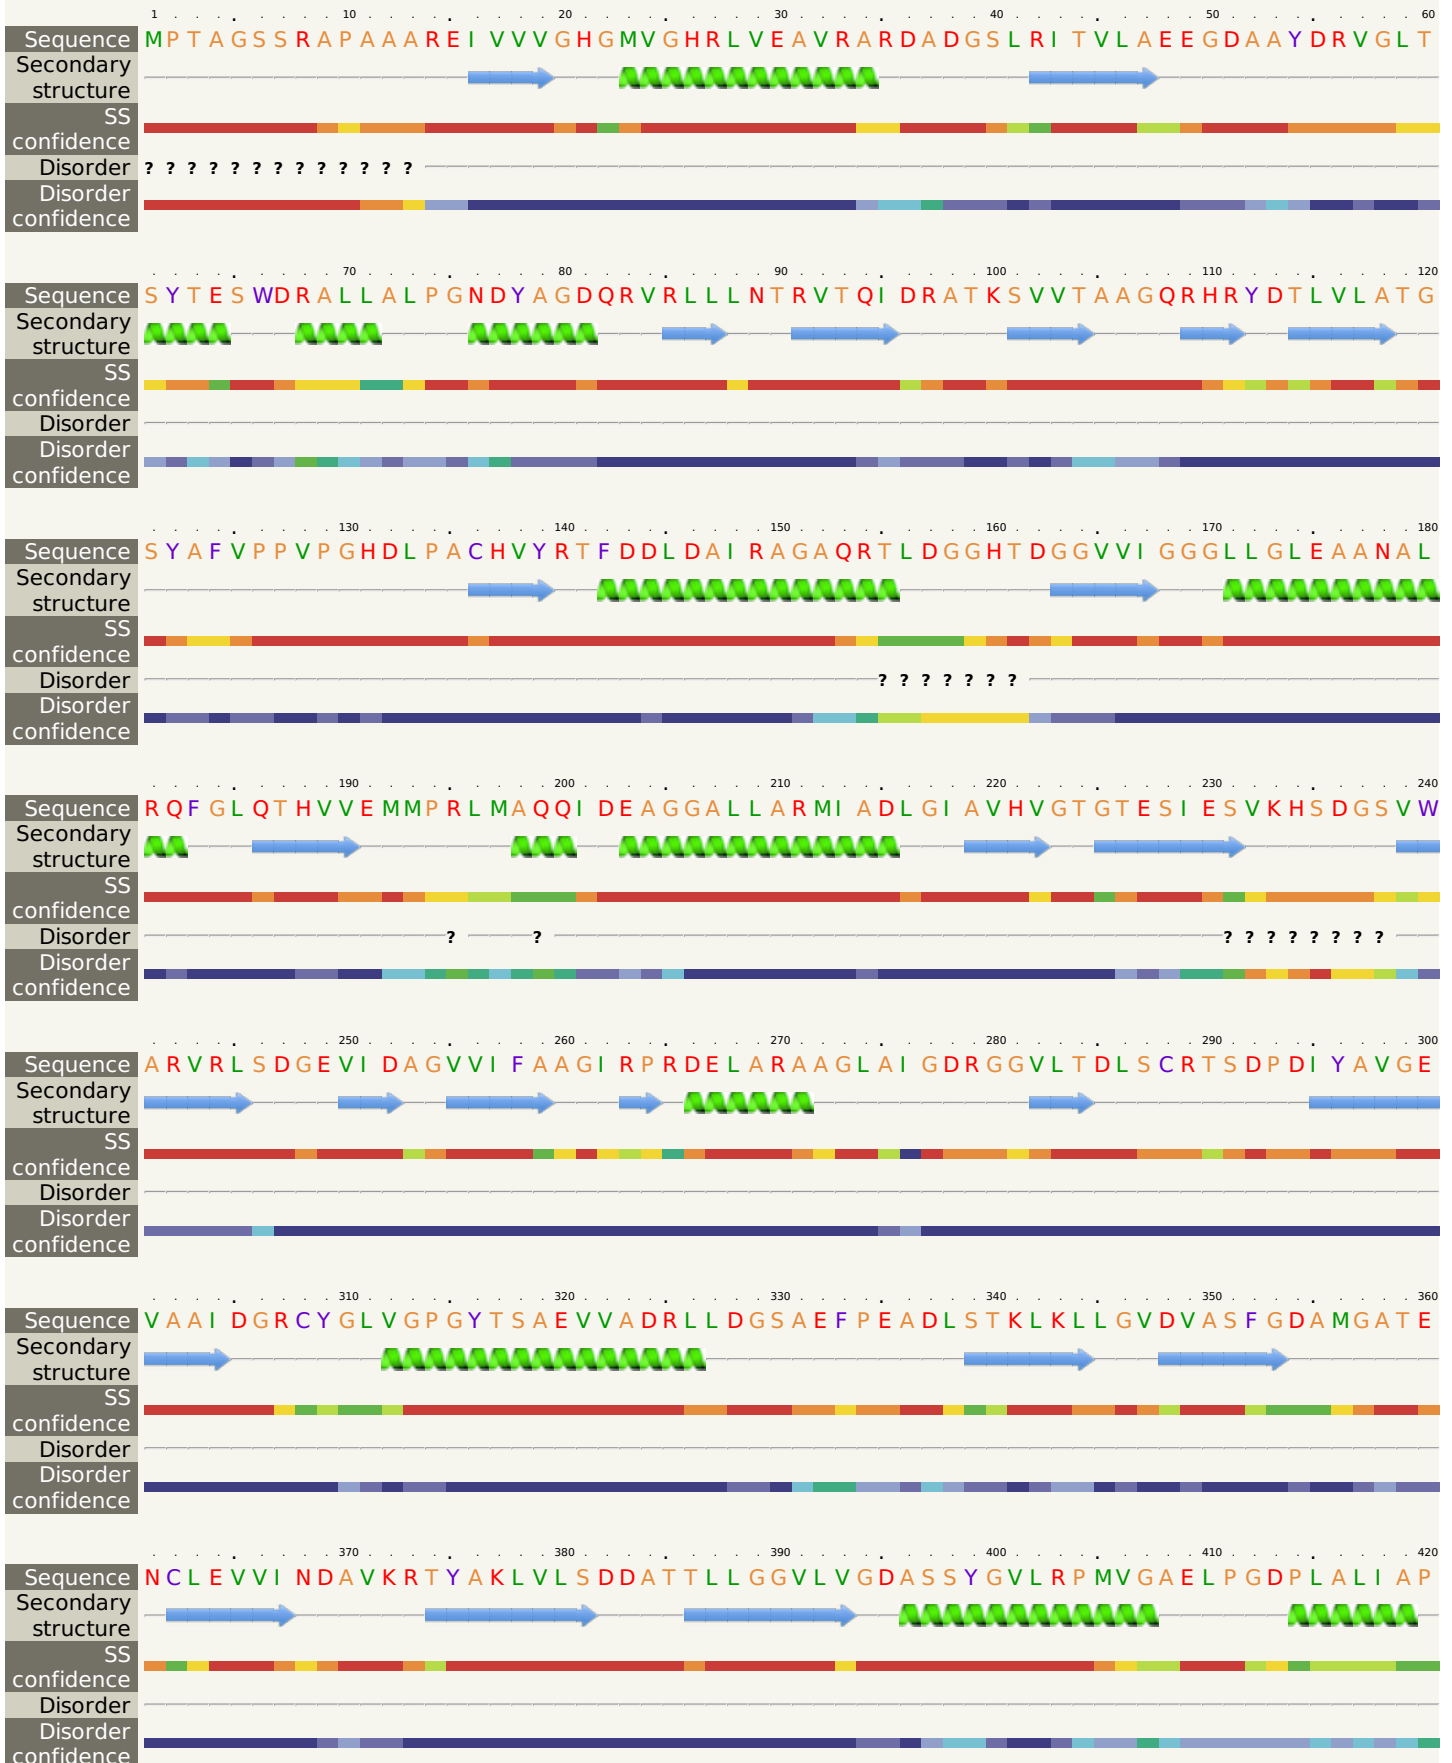 1 10 20 30 40 50 60
Sequence MPTAGSSRAPAAAREIVVVGHGMVGHRLVEAVRARDADGSLRITVLAEEGDAAYDRVGLT
Secondary
structure
SS
confidence
Disorder ? ? ? ? ? ? ? ? ? ? ? ? ?
Disorder
confidence
70 80 90 100 110 120
Sequence SYTESWDRALLALPGNDYAGDQRVRLLLNTRVTQIDRATKSVVTAAGQRHRYDTLVLATG
Secondary
structure
SS
confidence
Disorder
Disorder
confidence
130 140 150 160 170 180
Sequence SYAFVPPVPGHDLPACHVYRTFDDLDAIRAGAQRTLDGGHTDGGVVIGGGLLGLEAANAL
Secondary
structure
SS
confidence
Disorder ? ? ? ? ? ? ?
Disorder
confidence
190 200 210 220 230 240
Sequence RQFGLQTHVVEMMPRLMAQQIDEAGGALLARMIADLGIAVHVGTGTESIESVKHSDGSVW
Secondary
structure
SS
confidence
Disorder ? ? ? ? ? ? ? ? ? ?
Disorder
confidence
250 260 270 280 290 300
Sequence ARVRLSDGEVIDAGVVIFAAGIRPRDELARAAGLAIGDRGGVLTDLSCRTSDPDIYAVGE
Secondary
structure
SS
confidence
Disorder
Disorder
confidence
310 320 330 340 350 360
Sequence VAAIDGRCYGLVGPGYTSAEVVADRLLDGSAEFPEADLSTKLKLLGVDVASFGDAMGATE
Secondary
structure
SS
confidence
Disorder
Disorder
confidence
370 380 390 400 410 420
Sequence NCLEVVINDAVKRTYAKLVLSDDATTLLGGVLVGDASSYGVLRPMVGAELPGDPLALIAP
Secondary
structure
SS
confidence
Disorder
Disorder
confidence